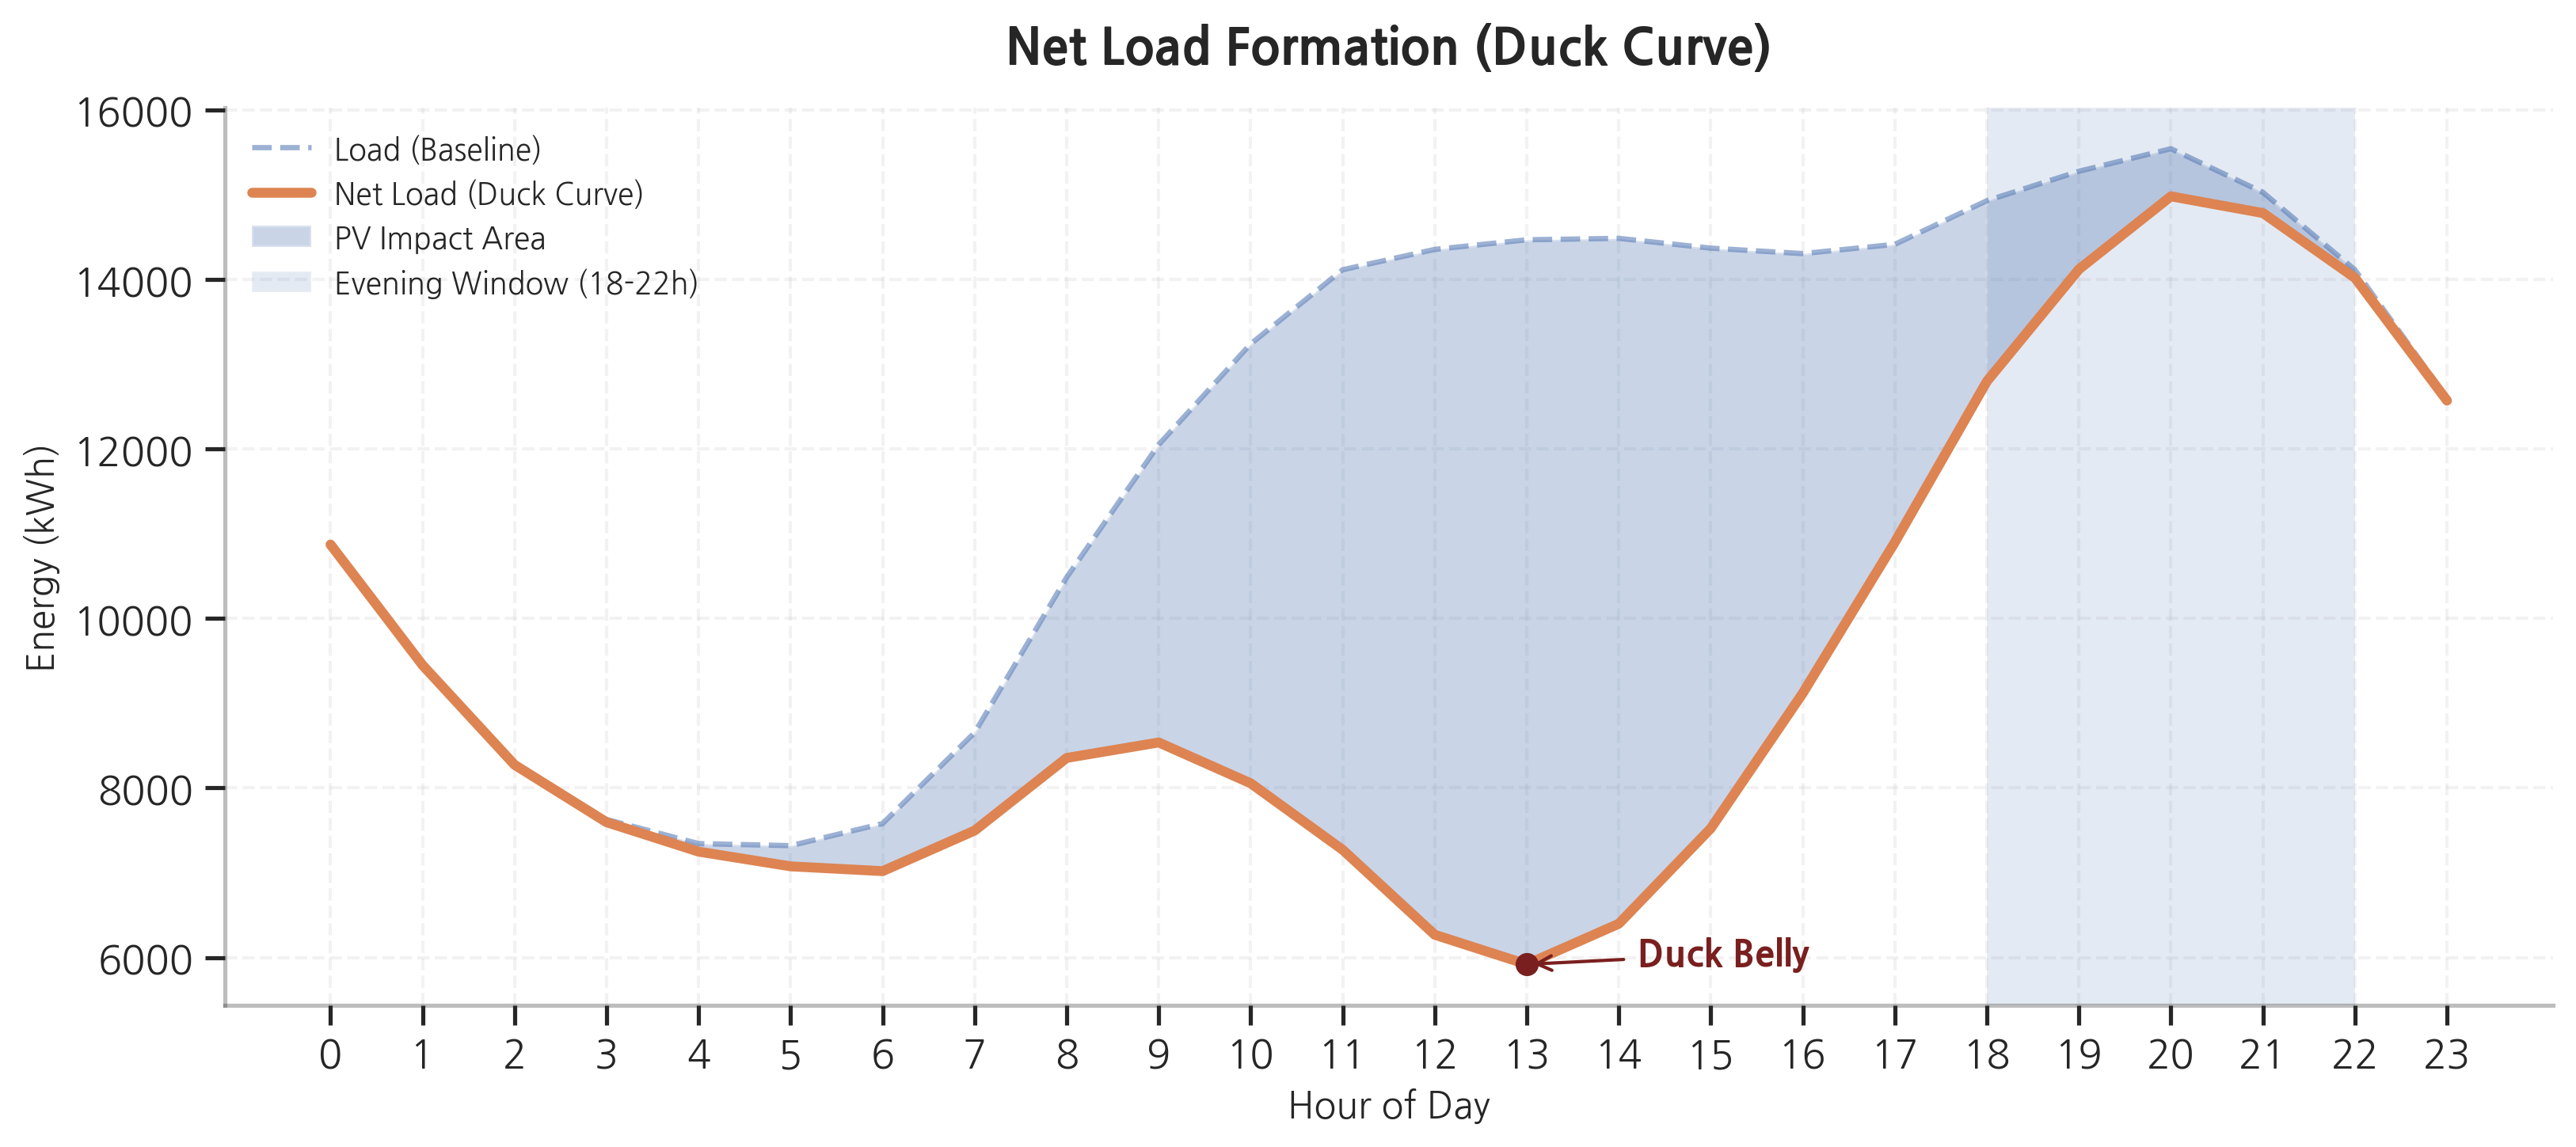 Net Load Formation (Duck Curve)
16000
14000
12000
10000
8000
6000
Energy (kWh)
Load (Baseline)
Net Load (Duck Curve)
PV Impact Area
Evening Window (18-22h)
Duck Belly
0 1 2 3 4 5 6 7 8 9 10 11 12 13 14 15 16 17 18 19 20 21 22 23
Hour of Day